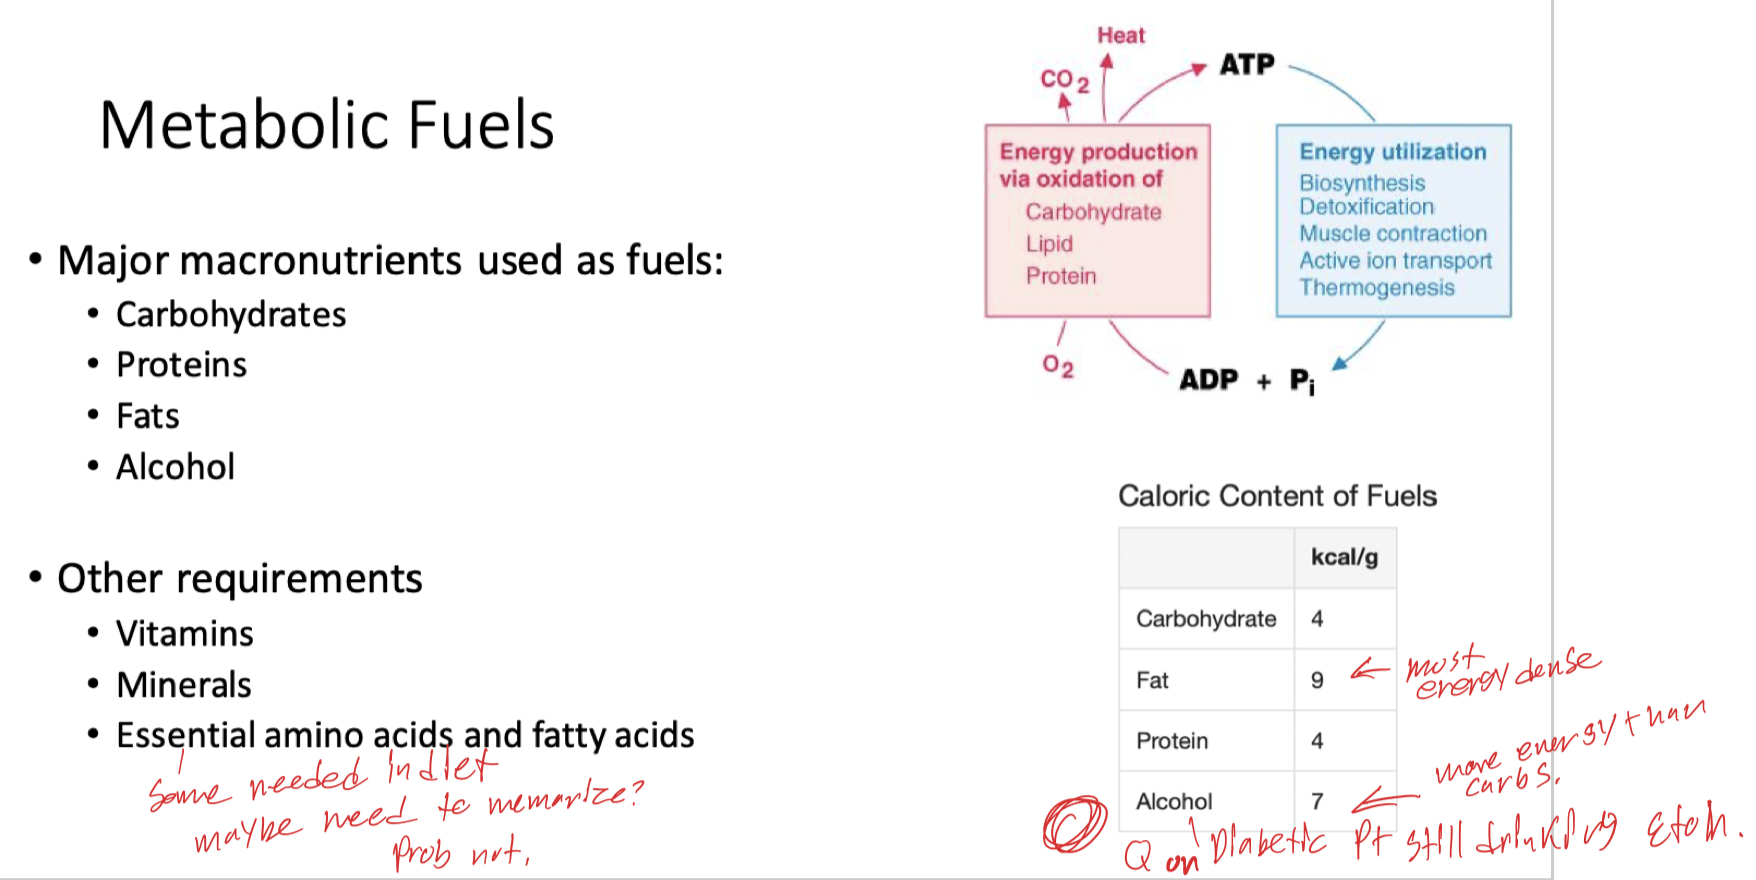 Metabolic Fuels
• Major macronutrients used as fuels:
• Carbohydrates
• Proteins
• Fats
• Alcohol
• Other requirements
• Vitamins
• Minerals
• Essential amino acids and fatty acids
some needed in diet
maybe need to memorize?
Prob not.
Heat
CO2
ATP
Energy production
via oxidation of
Carbohydrate
Lipid
Protein
Energy utilization
Biosynthesis
Detoxification
Muscle contraction
Active ion transport
Thermogenesis
O2
ADP + Pi
Caloric Content of Fuels
kcal/g
Carbohydrate 4
Fat 9
most
energy dense
Protein 4
more energy than
carbs.
Alcohol 7
Q on Diabetic Pt still drinking EtOH.